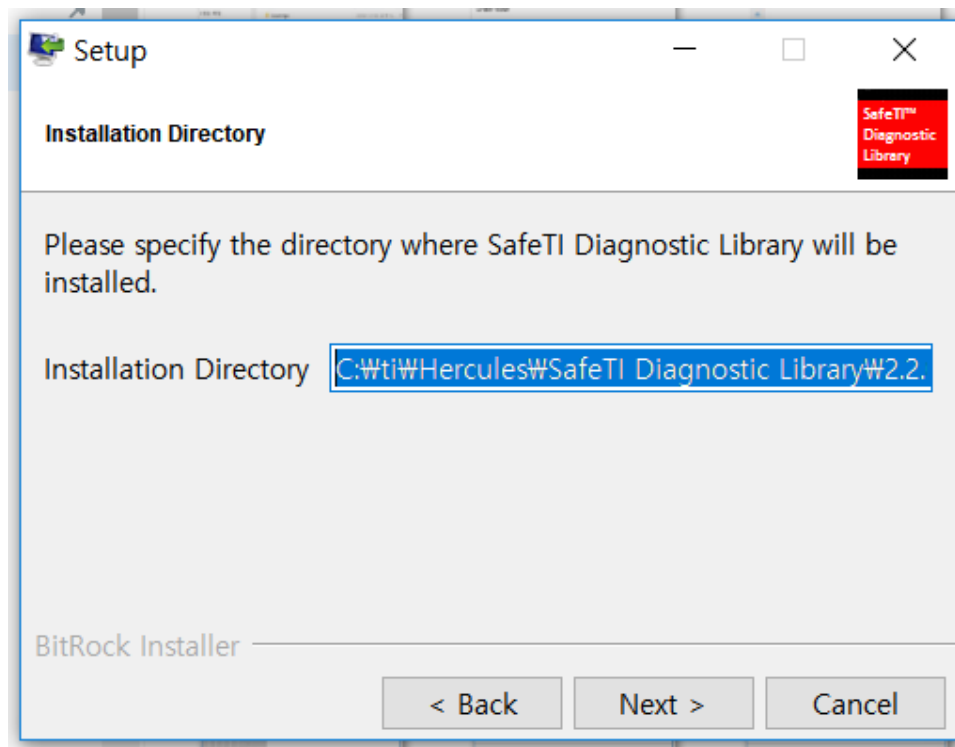 Setup
Installation Directory
SafeTI™
Diagnostic
Library
Please specify the directory where SafeTI Diagnostic Library will be
installed.
Installation Directory C:₩ti₩Hercules₩SafeTI Diagnostic Library₩2.2.
BitRock Installer
< Back Next > Cancel